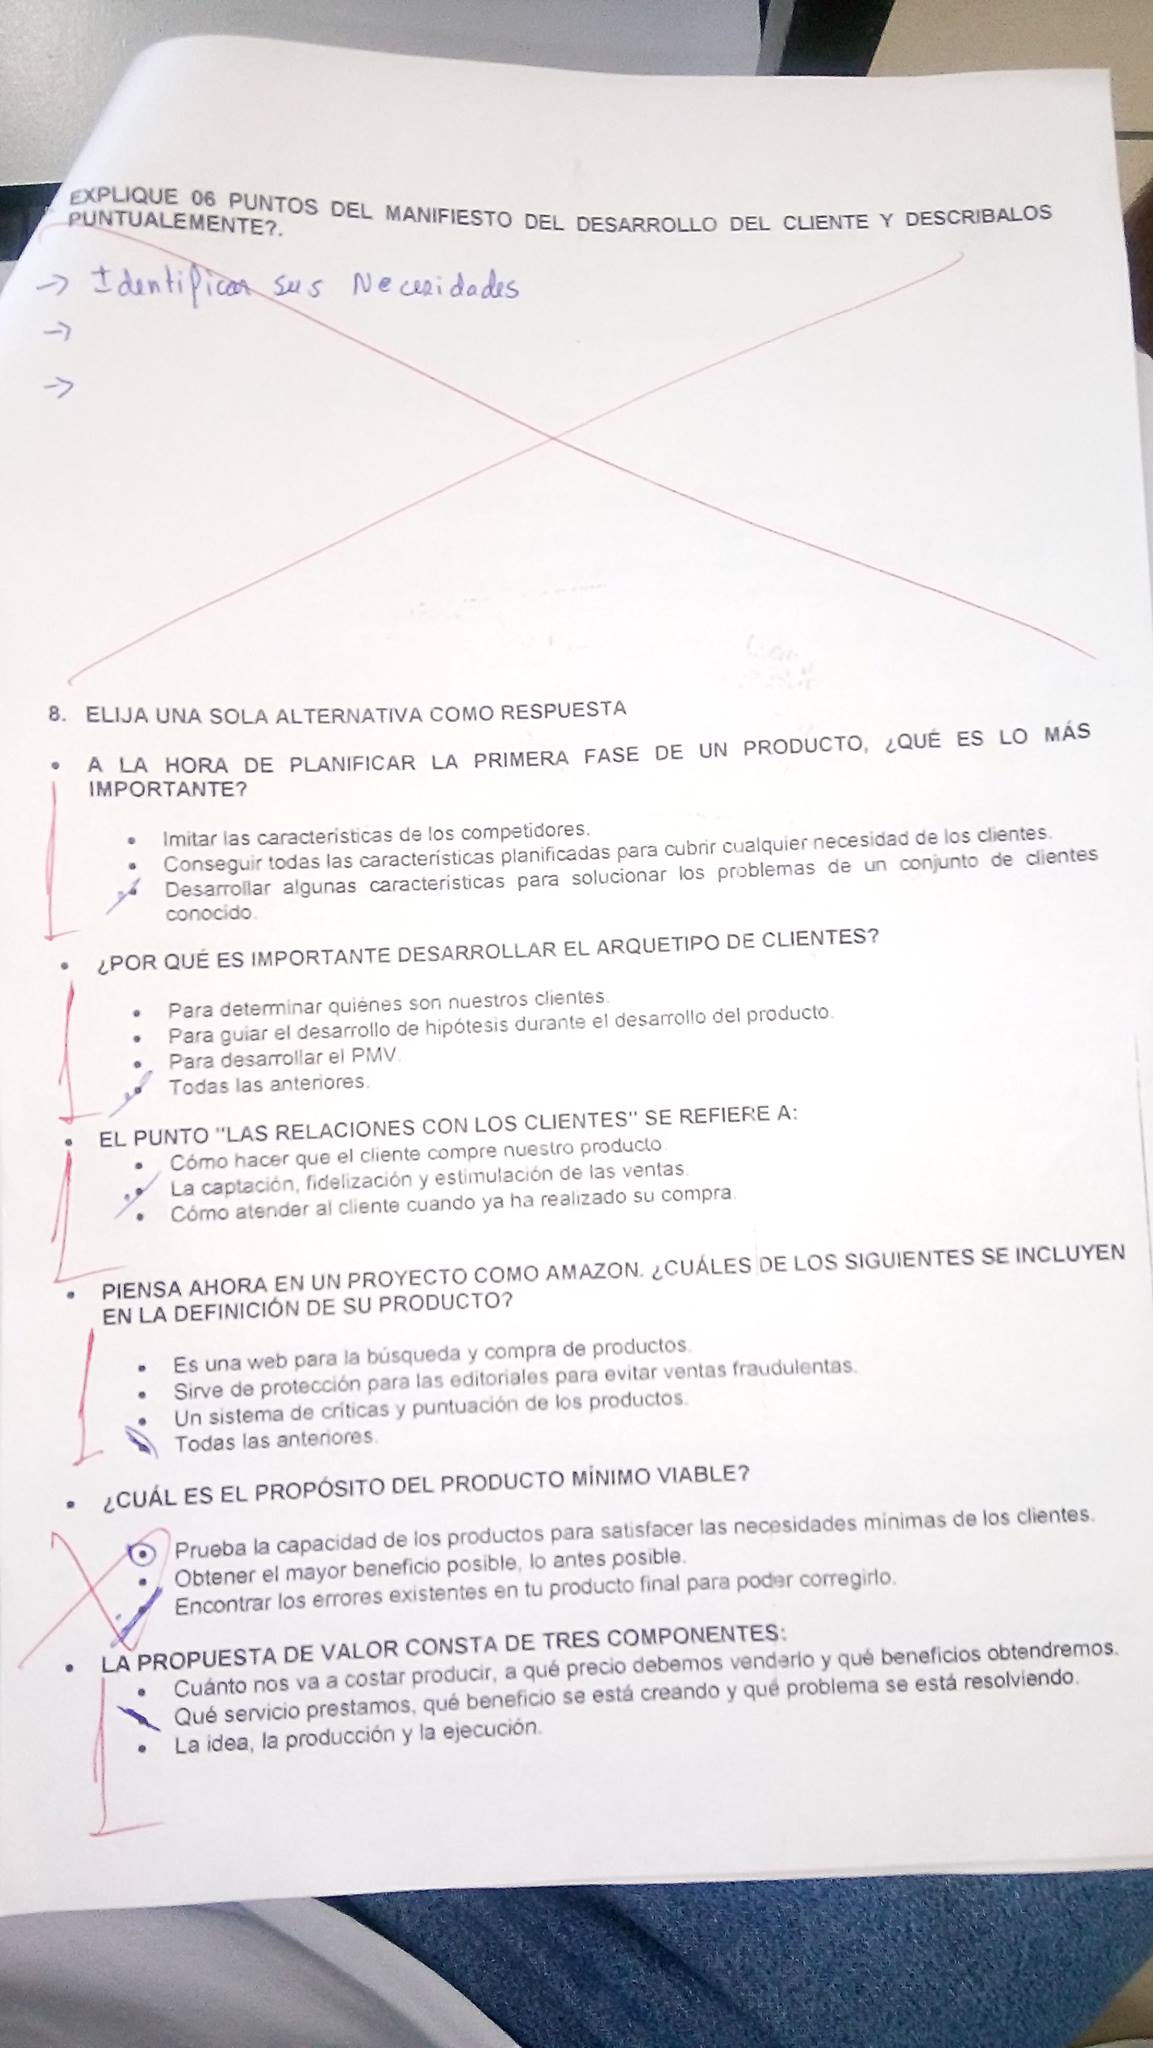 EXPLIQUE 06 PUNTOS DEL MANIFIESTO DEL DESARROLLO DEL CLIENTE Y DESCRIBALOS
PUNTUALEMENTE?.
→ Identificar sus Necesidades
→
→
8. ELIJA UNA SOLA ALTERNATIVA COMO RESPUESTA
• A LA HORA DE PLANIFICAR LA PRIMERA FASE DE UN PRODUCTO, ¿QUÉ ES LO MÁS
IMPORTANTE?
• Imitar las características de los competidores.
• Conseguir todas las características planificadas para cubrir cualquier necesidad de los clientes.
• Desarrollar algunas características para solucionar los problemas de un conjunto de clientes
conocido.
• ¿POR QUÉ ES IMPORTANTE DESARROLLAR EL ARQUETIPO DE CLIENTES?
• Para determinar quiénes son nuestros clientes.
• Para guiar el desarrollo de hipótesis durante el desarrollo del producto.
• Para desarrollar el PMV.
• Todas las anteriores.
• EL PUNTO "LAS RELACIONES CON LOS CLIENTES" SE REFIERE A:
• Cómo hacer que el cliente compre nuestro producto.
• La captación, fidelización y estimulación de las ventas.
• Cómo atender al cliente cuando ya ha realizado su compra.
• PIENSA AHORA EN UN PROYECTO COMO AMAZON. ¿CUÁLES DE LOS SIGUIENTES SE INCLUYEN
EN LA DEFINICIÓN DE SU PRODUCTO?
• Es una web para la búsqueda y compra de productos.
• Sirve de protección para las editoriales para evitar ventas fraudulentas.
• Un sistema de críticas y puntuación de los productos.
• Todas las anteriores.
• ¿CUÁL ES EL PROPÓSITO DEL PRODUCTO MÍNIMO VIABLE?
• Prueba la capacidad de los productos para satisfacer las necesidades mínimas de los clientes.
• Obtener el mayor beneficio posible, lo antes posible.
• Encontrar los errores existentes en tu producto final para poder corregirlo.
• LA PROPUESTA DE VALOR CONSTA DE TRES COMPONENTES:
• Cuánto nos va a costar producir, a qué precio debemos venderlo y qué beneficios obtendremos.
• Qué servicio prestamos, qué beneficio se está creando y qué problema se está resolviendo.
• La idea, la producción y la ejecución.